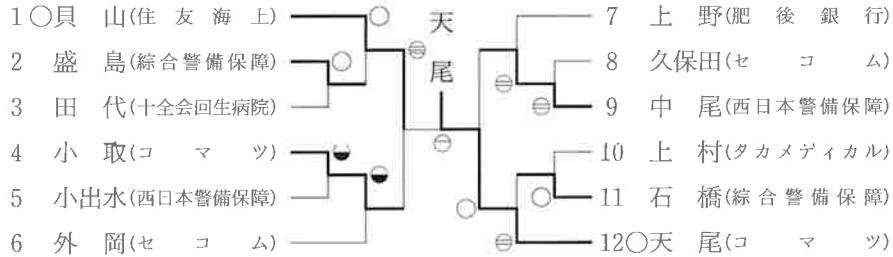 1○貝山(住友海上)
2 盛島(綜合警備保障)
3 田代(十全会回生病院)
4 小取(コマツ)
5 小出水(西日本警備保障)
6 外岡(セコム)
天尾
7 上野(肥後銀行)
8 久保田(セコム)
9 中尾(西日本警備保障)
10 上村(タカメディカル)
11 石橋(綜合警備保障)
12○天尾(コマツ)